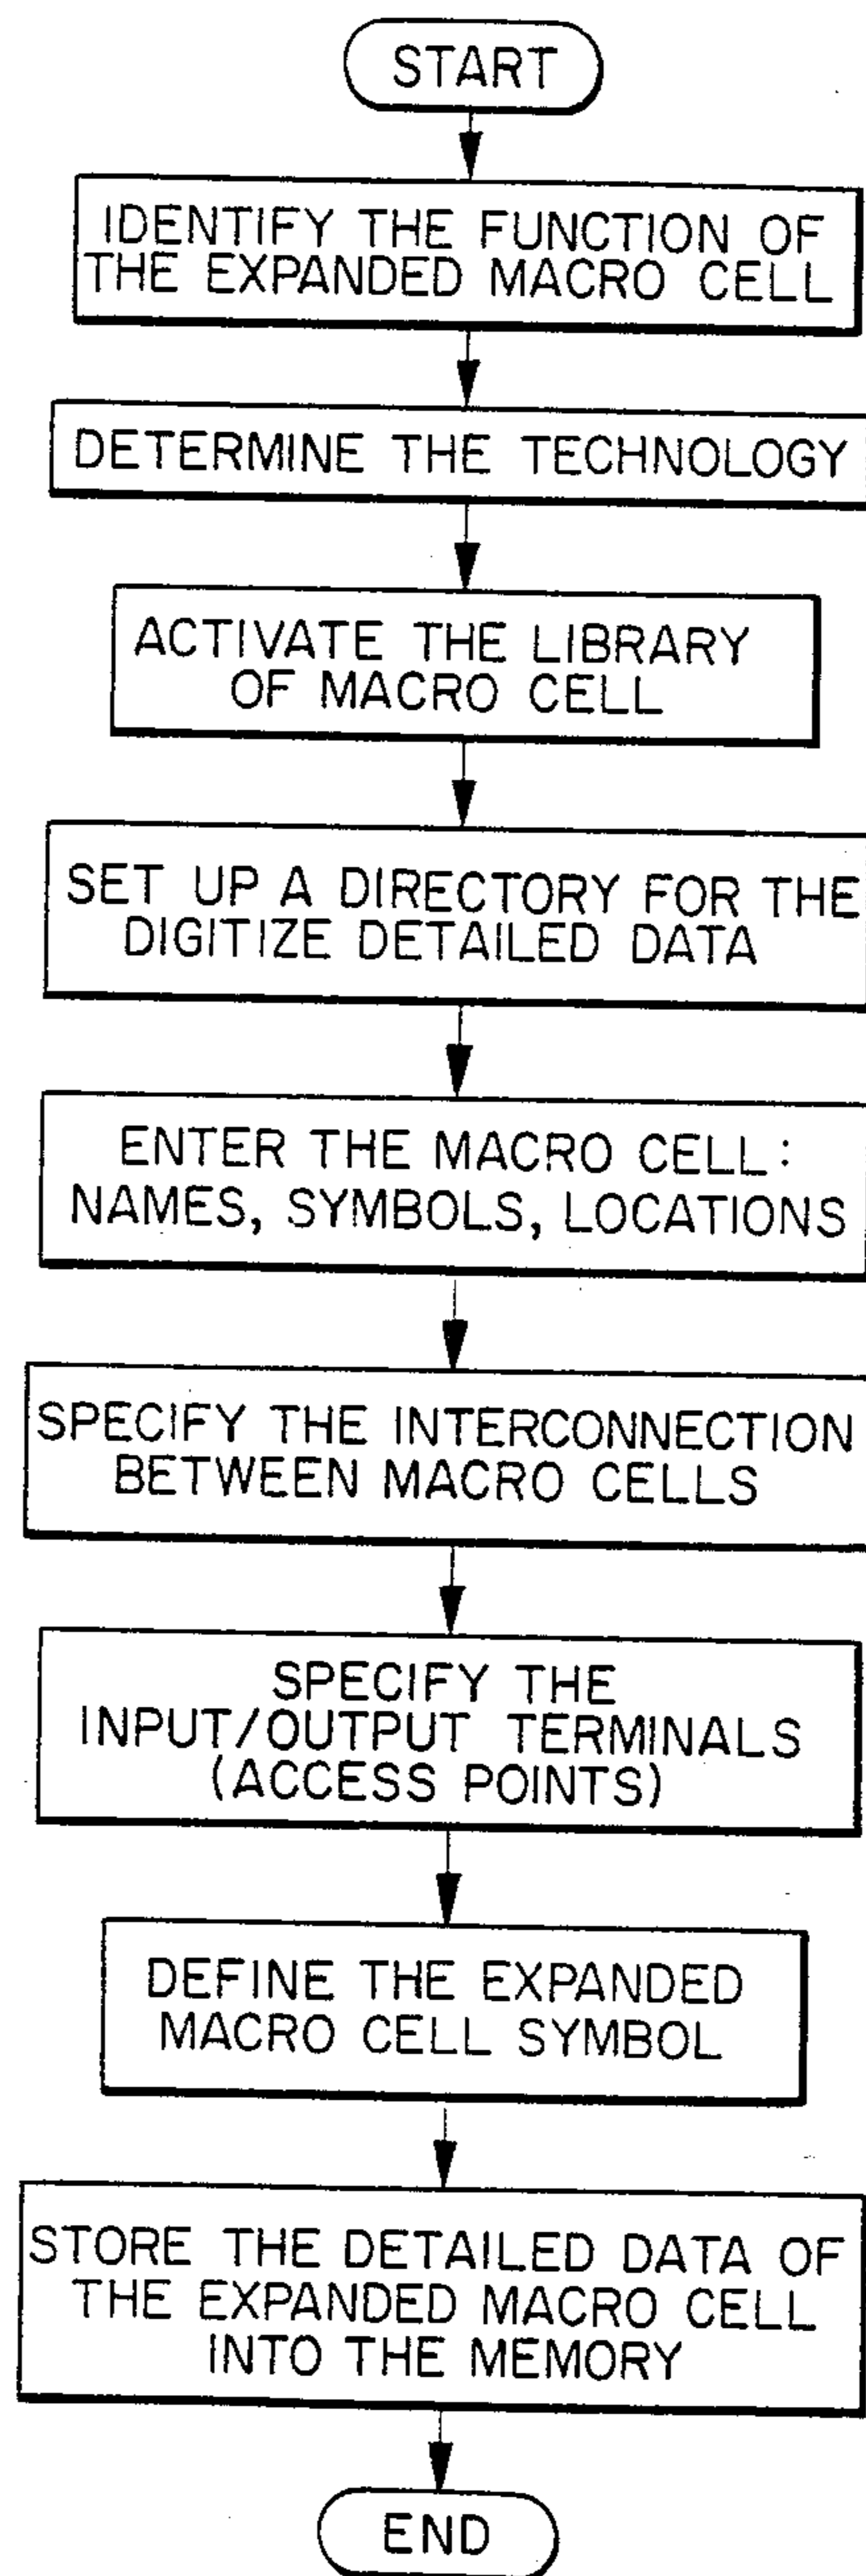 START
IDENTIFY THE FUNCTION OF
THE EXPANDED MACRO CELL
DETERMINE THE TECHNOLOGY
ACTIVATE THE LIBRARY
OF MACRO CELL
SET UP A DIRECTORY FOR THE
DIGITIZE DETAILED DATA
ENTER THE MACRO CELL:
NAMES, SYMBOLS, LOCATIONS
SPECIFY THE INTERCONNECTION
BETWEEN MACRO CELLS
SPECIFY THE
INPUT/OUTPUT TERMINALS
(ACCESS POINTS)
DEFINE THE EXPANDED
MACRO CELL SYMBOL
STORE THE DETAILED DATA OF
THE EXPANDED MACRO CELL
INTO THE MEMORY
END